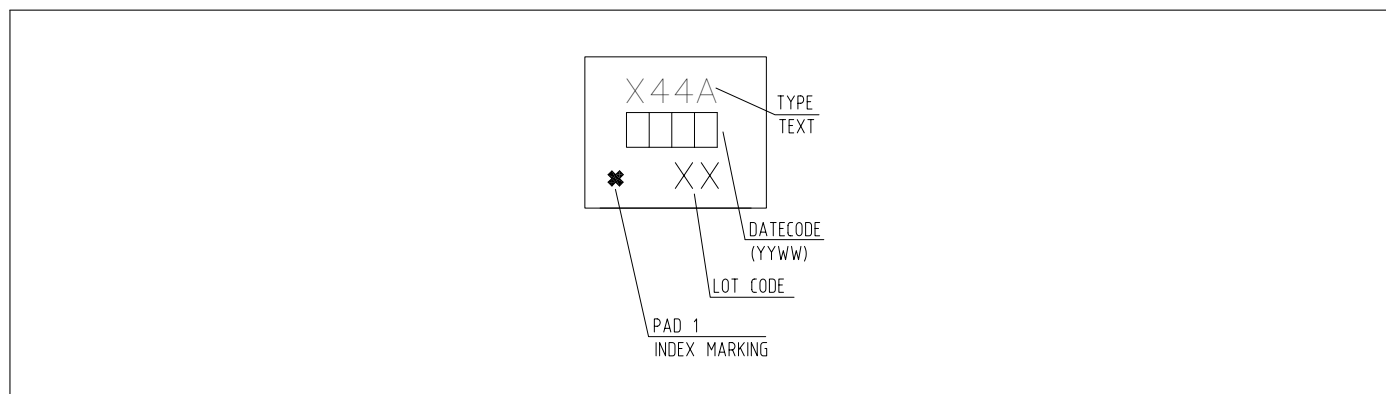 X44A
TYPE
TEXT
XX
DATECODE
(YYWW)
LOT CODE
PAD 1
INDEX MARKING